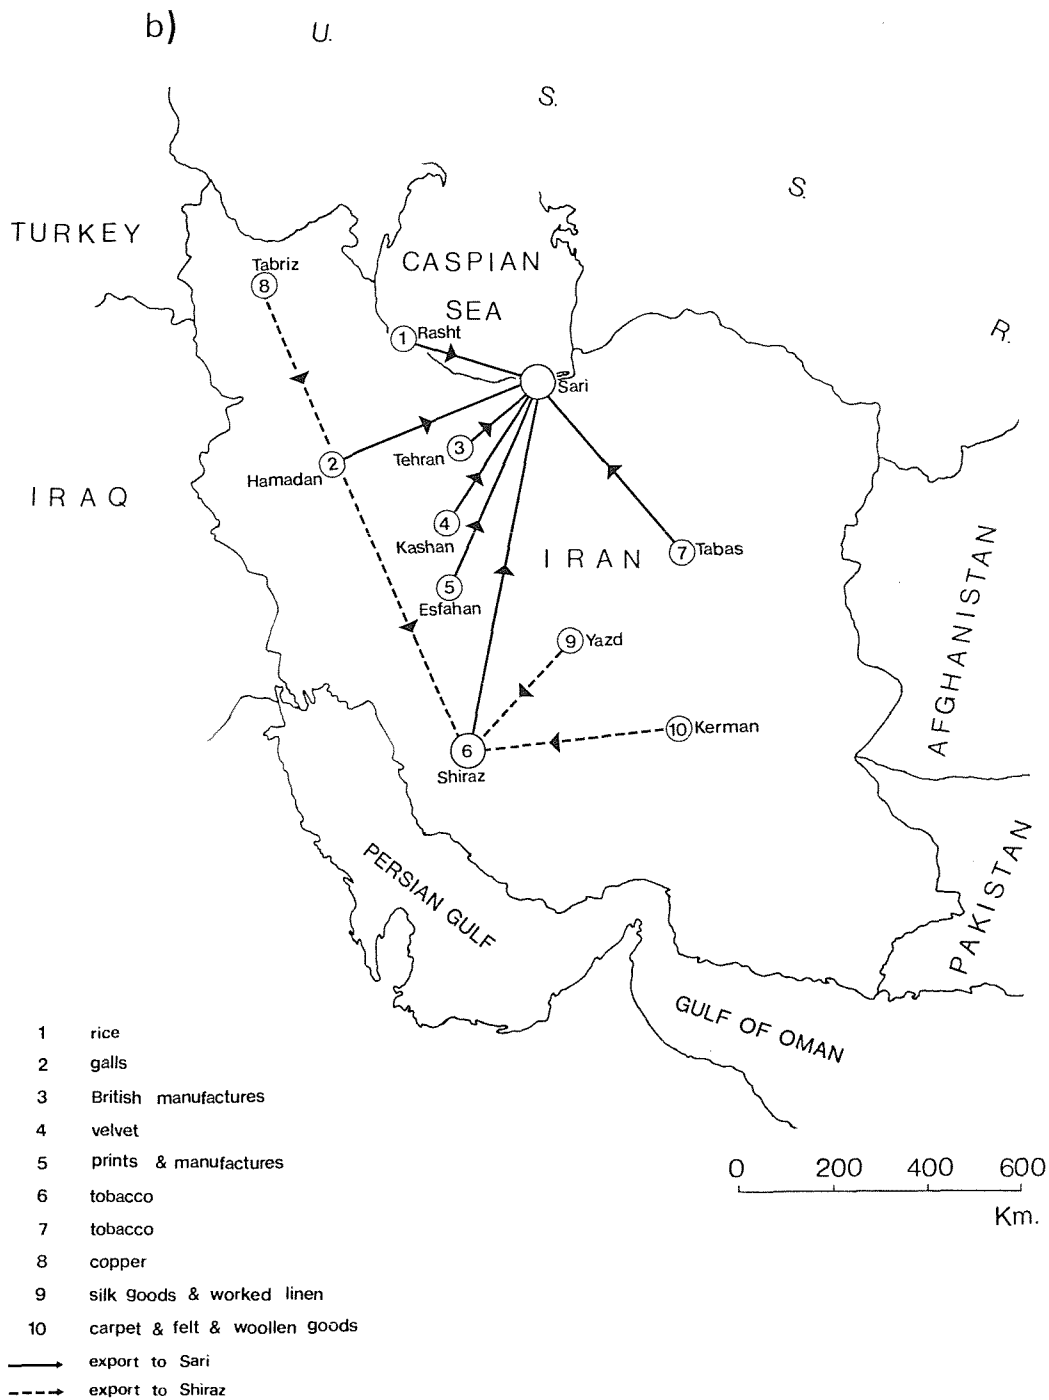 b)
U.
S.
S.
R.
TURKEY
CASPIAN
SEA
Tabriz
8
1 Rasht
Sari
2
Hamadan
3
Tehran
4
Kashan
5
Esfahan
IRAQ
IRAN
7 Tabas
9 Yazd
10 Kerman
6
Shiraz
AFGHANISTAN
PAKISTAN
PERSIAN GULF
GULF OF OMAN
1 rice
2 galls
3 British manufactures
4 velvet
5 prints & manufactures
6 tobacco
7 tobacco
8 copper
9 silk goods & worked linen
10 carpet & felt & woollen goods
export to Sari
export to Shiraz
0 200 400 600
Km.